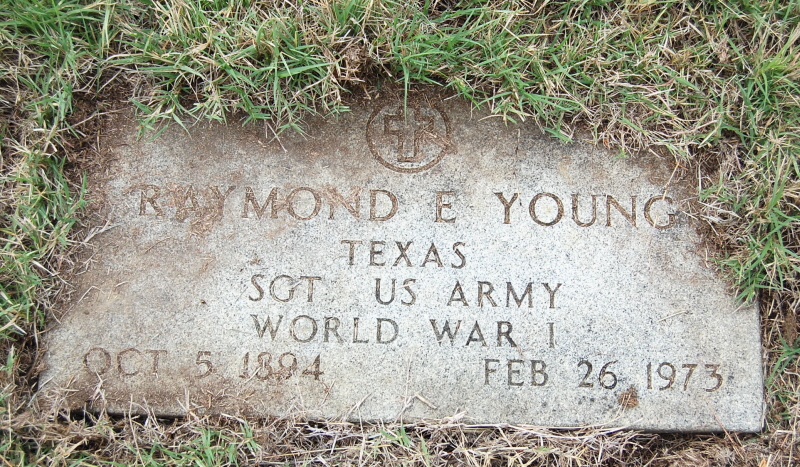 RAYMOND E YOUNG
TEXAS
SGT US ARMY
WORLD WAR I
OCT 5 1894 FEB 26 1973